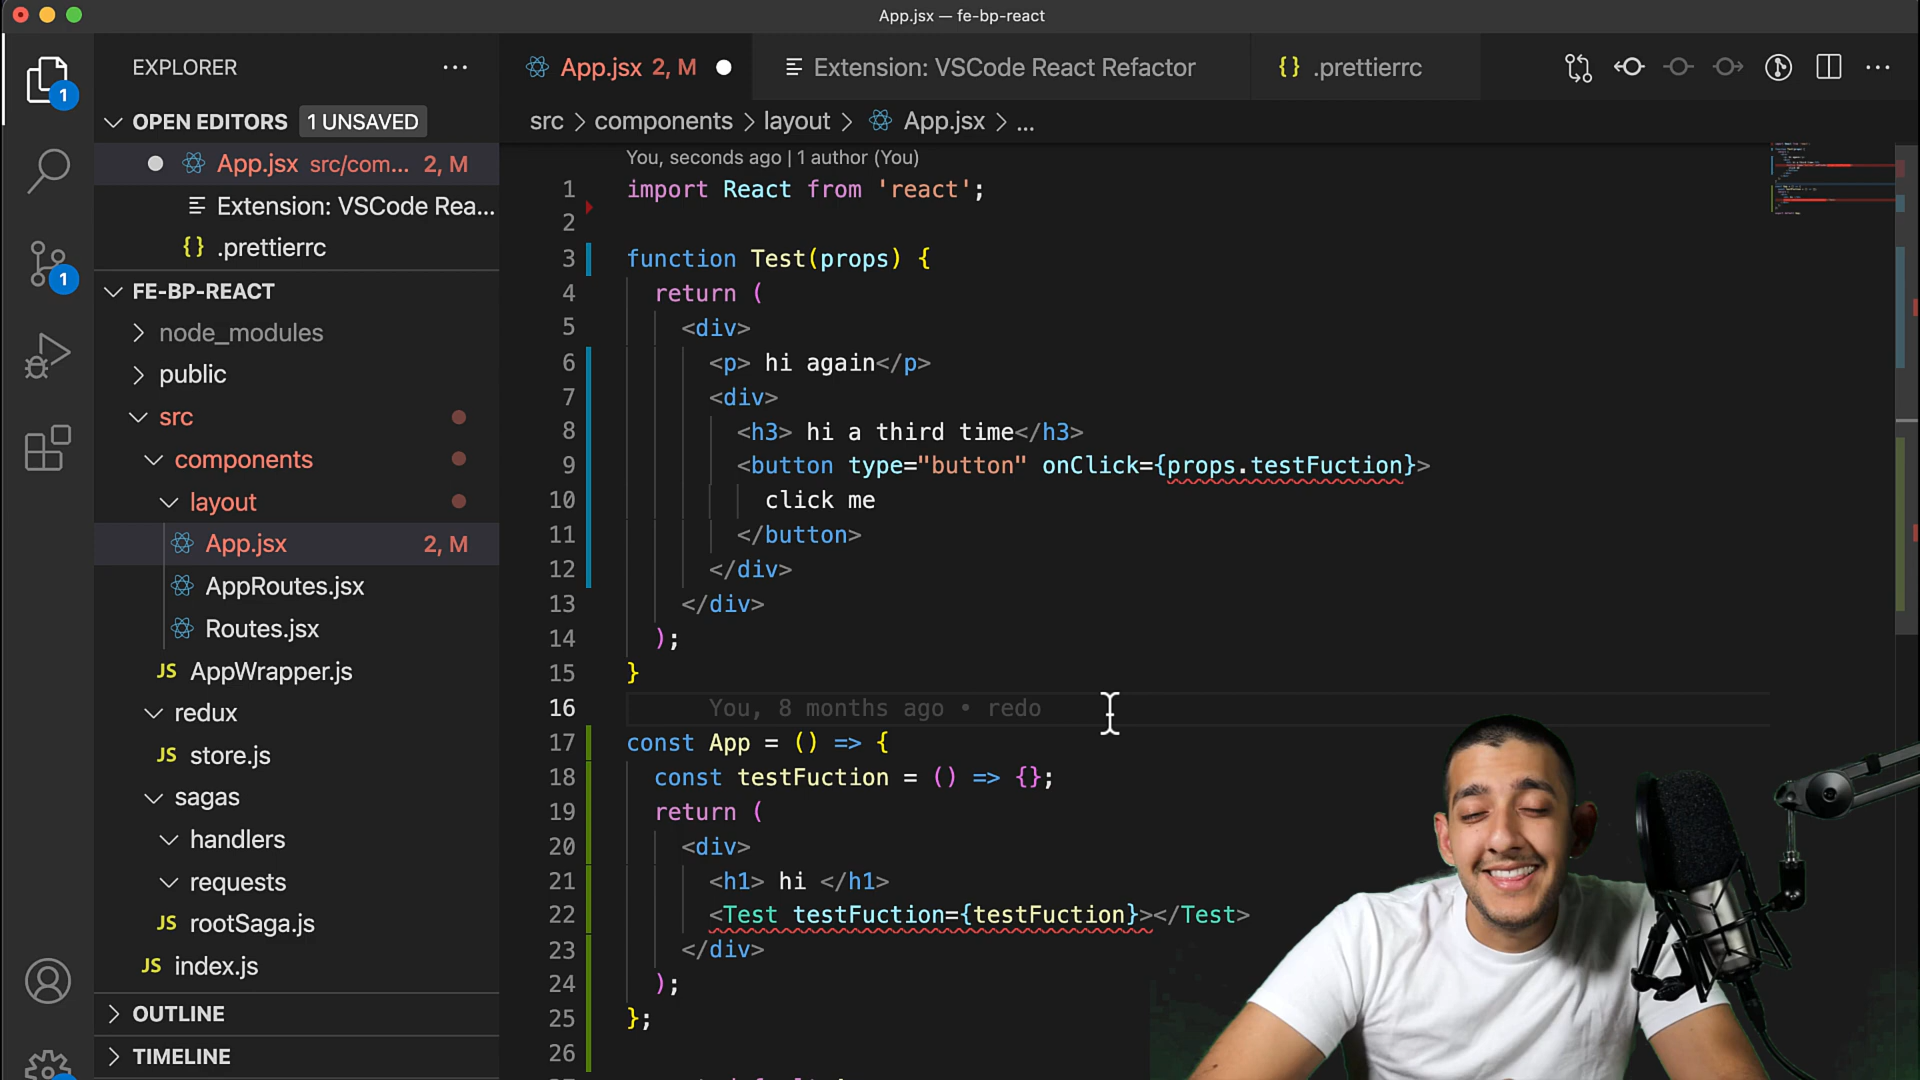 App.jsx — fe-bp-react
EXPLORER
App.jsx 2, M
Extension: VSCode React Refactor
{} .prettierrc
OPEN EDITORS 1 UNSAVED
App.jsx src/com... 2, M
Extension: VSCode Rea...
{} .prettierrc
FE-BP-REACT
node_modules
public
src
components
layout
App.jsx 2, M
AppRoutes.jsx
Routes.jsx
JS AppWrapper.js
redux
JS store.js
sagas
handlers
requests
JS rootSaga.js
JS index.js
OUTLINE
TIMELINE
1
1
src > components > layout > App.jsx > ...
You, seconds ago | 1 author (You)
1 import React from 'react';
2
3 function Test(props) {
4 return (
5 <div>
6 <p> hi again</p>
7 <div>
8 <h3> hi a third time</h3>
9 <button type="button" onClick={props.testFuction}>
10 click me
11 </button>
12 </div>
13 </div>
14 );
15 }
16 You, 8 months ago • redo
17 const App = () => {
18 const testFuction = () => {};
19 return (
20 <div>
21 <h1> hi </h1>
22 <Test testFuction={testFuction}></Test>
23 </div>
24 );
25 };
26